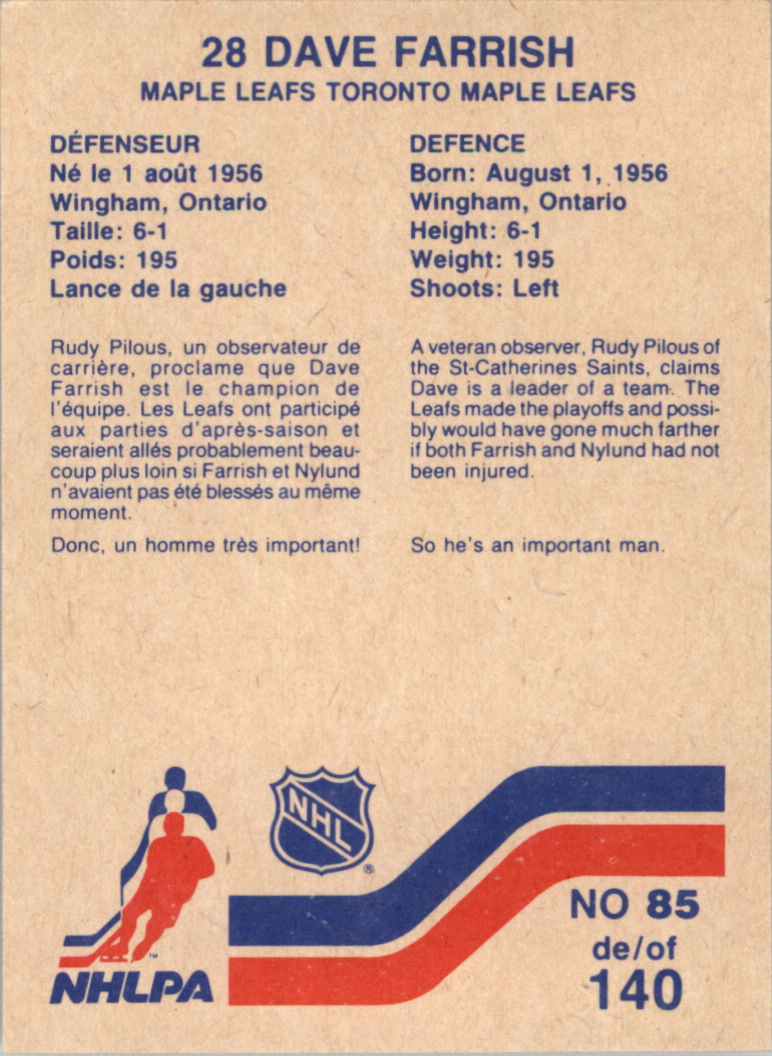 28 DAVE FARRISH
MAPLE LEAFS TORONTO MAPLE LEAFS
DÉFENSEUR
Né le 1 août 1956
Wingham, Ontario
Taille: 6-1
Poids: 195
Lance de la gauche
Rudy Pilous, un observateur de
carrière, proclame que Dave
Farrish est le champion de
l'équipe. Les Leafs ont participé
aux parties d'après-saison et
seraient allés probablement beau-
coup plus loin si Farrish et Nylund
n'avaient pas été blessés au même
moment.
Donc, un homme très important!
DEFENCE
Born: August 1, 1956
Wingham, Ontario
Height: 6-1
Weight: 195
Shoots: Left
A veteran observer, Rudy Pilous of
the St-Catherines Saints, claims
Dave is a leader of a team. The
Leafs made the playoffs and possi-
bly would have gone much farther
if both Farrish and Nylund had not
been injured.
So he's an important man.
NHL
®
™
NHLPA
NO 85
de/of
140